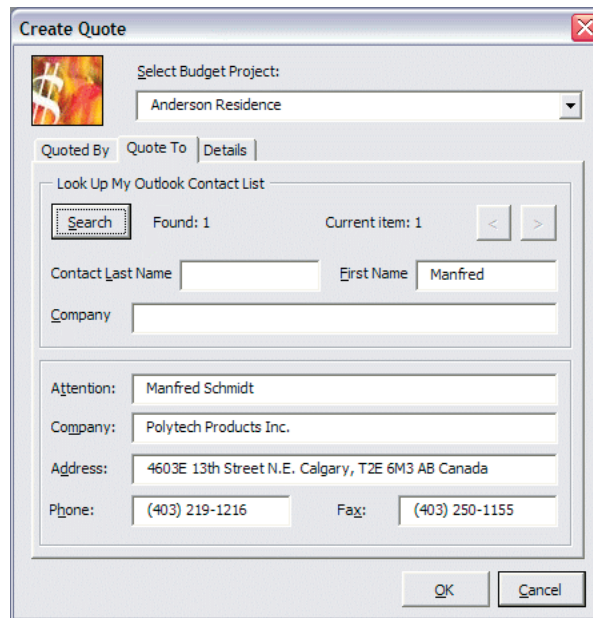 Create Quote
Select Budget Project:
Anderson Residence
Quoted By Quote To Details
Look Up My Outlook Contact List
Search Found: 1 Current item: 1 < >
Contact Last Name First Name Manfred
Company
Attention: Manfred Schmidt
Company: Polytech Products Inc.
Address: 4603E 13th Street N.E. Calgary, T2E 6M3 AB Canada
Phone: (403) 219-1216 Fax: (403) 250-1155
OK Cancel